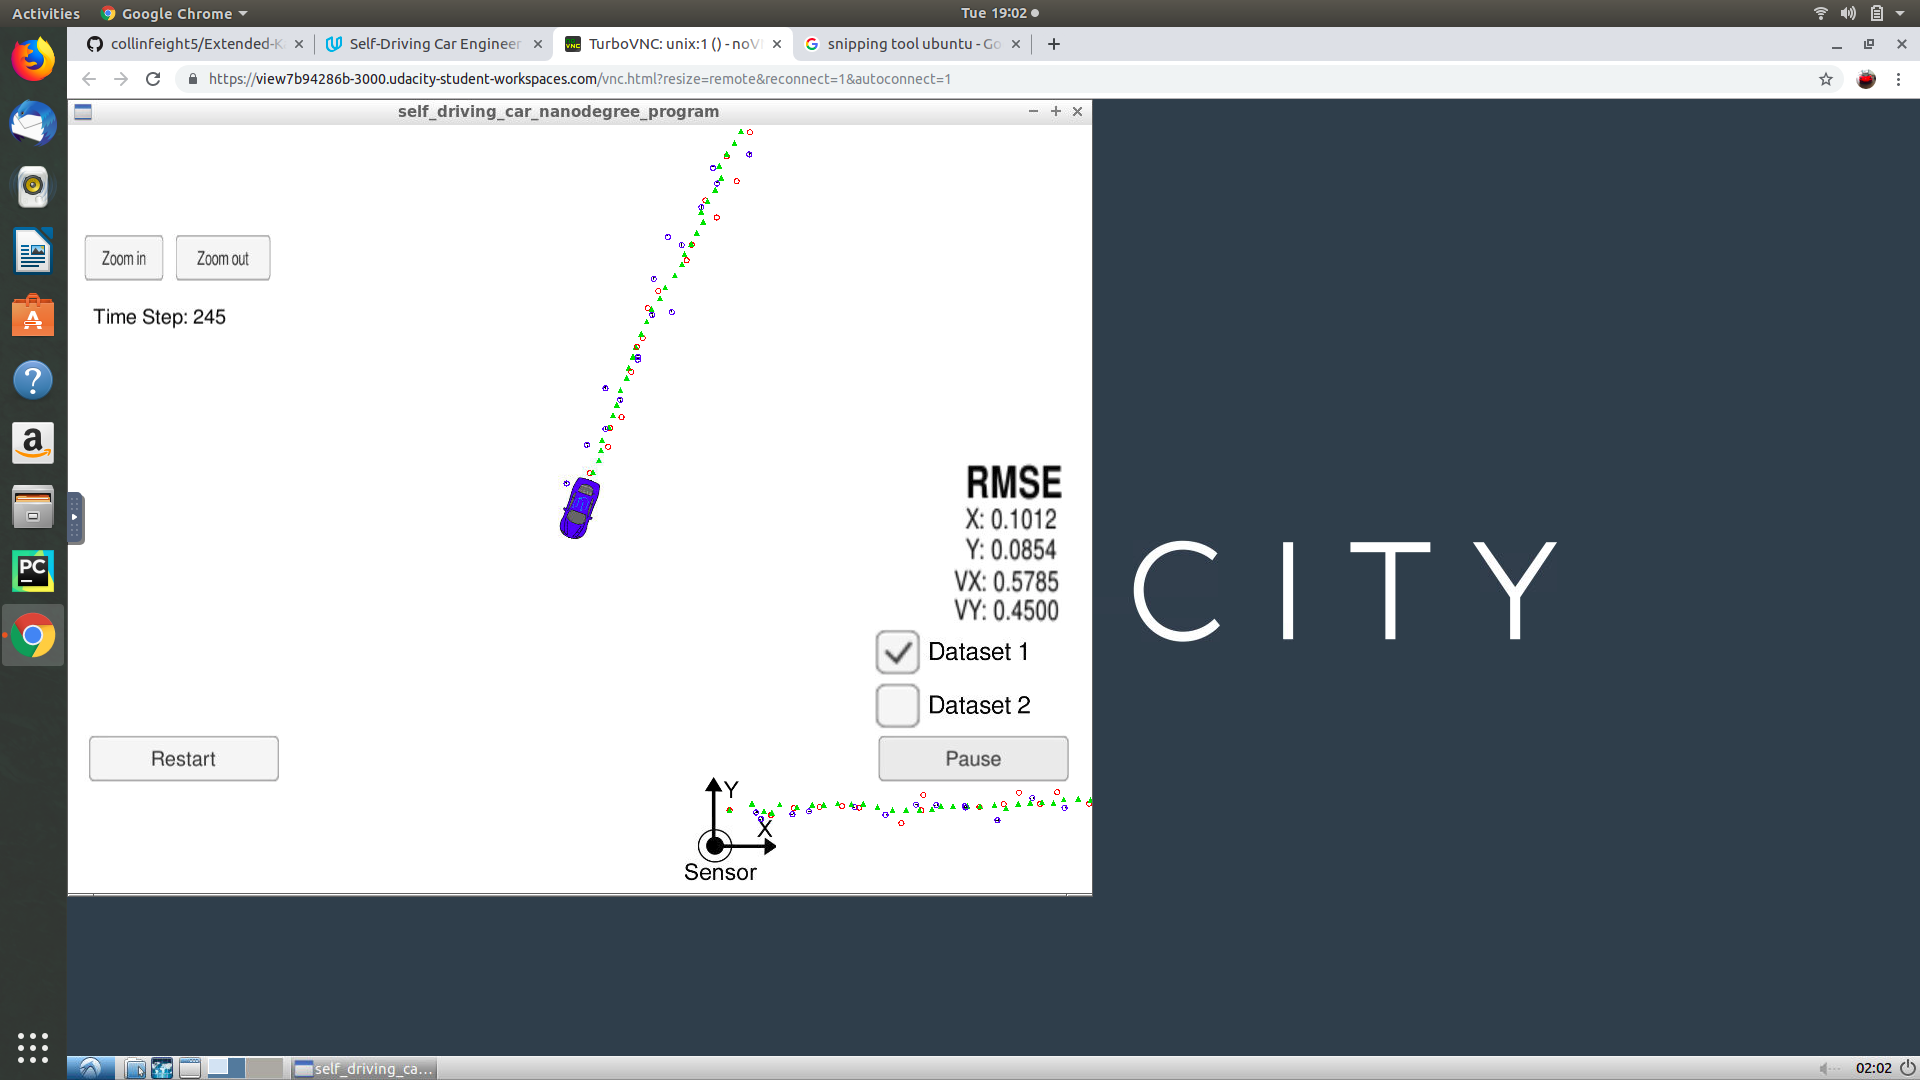 Activities
Google Chrome
Tue 19:02
collinfeight5/Extended-K
Self-Driving Car Engineer
TurboVNC: unix:1 () - noV
snipping tool ubuntu - Go
https://view7b94286b-3000.udacity-student-workspaces.com/vnc.html?resize=remote&reconnect=1&autoconnect=1
self_driving_car_nanodegree_program
Zoom in
Zoom out
Time Step: 245
RMSE
X: 0.1012
Y: 0.0854
VX: 0.5785
VY: 0.4500
Dataset 1
Dataset 2
Restart
Pause
Y
X
Sensor
CITY
PC
a
A
?
VNC
self_driving_ca...
02:02